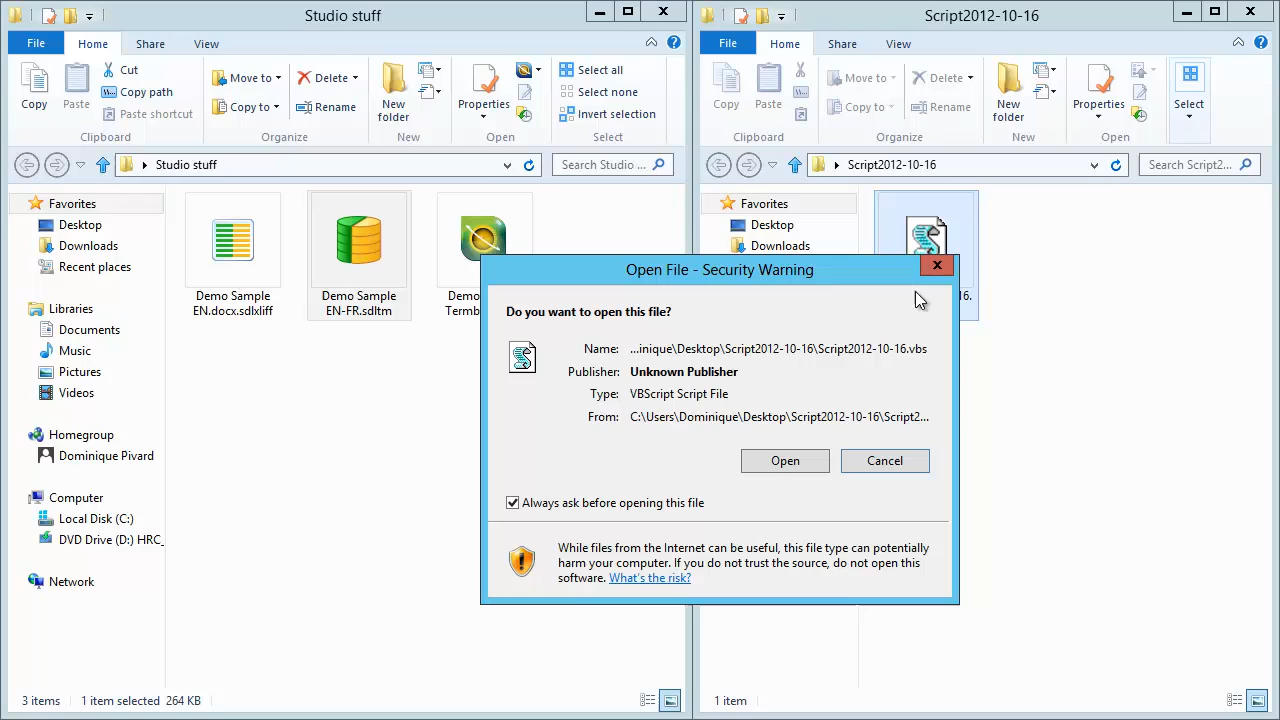 Studio stuff
File
Home
Share
View
Copy
Paste
Cut
Copy path
Paste shortcut
Clipboard
Move to
Copy to
Delete
Rename
Organize
New
folder
New
Properties
Open
Select all
Select none
Invert selection
Select
Studio stuff
Search Studio ...
Favorites
Desktop
Downloads
Recent places
Libraries
Documents
Music
Pictures
Videos
Homegroup
Dominique Pivard
Computer
Local Disk (C:)
DVD Drive (D:) HRC_
Network
Demo Sample
EN.docx.sdlxliff
Demo Sample
EN-FR.sdltm
Demo
Termb
3 items
1 item selected 264 KB
Script2012-10-16
File
Home
Share
View
Copy
Paste
Clipboard
Move to
Copy to
Delete
Rename
Organize
New
folder
New
Properties
Open
Select
Script2012-10-16
Search Script2...
Favorites
Desktop
Downloads
16.
1 item
Open File - Security Warning
Do you want to open this file?
Name: ...inique\Desktop\Script2012-10-16\Script2012-10-16.vbs
Publisher: Unknown Publisher
Type: VBScript Script File
From: C:\Users\Dominique\Desktop\Script2012-10-16\Script2...
Open
Cancel
Always ask before opening this file
While files from the Internet can be useful, this file type can potentially
harm your computer. If you do not trust the source, do not open this
software. What's the risk?